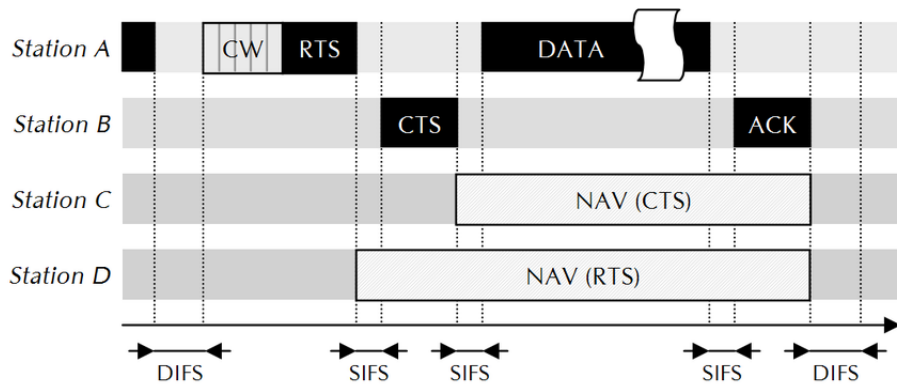 Station A CW RTS DATA
Station B CTS ACK
Station C NAV (CTS)
Station D NAV (RTS)
DIFS SIFS SIFS SIFS DIFS